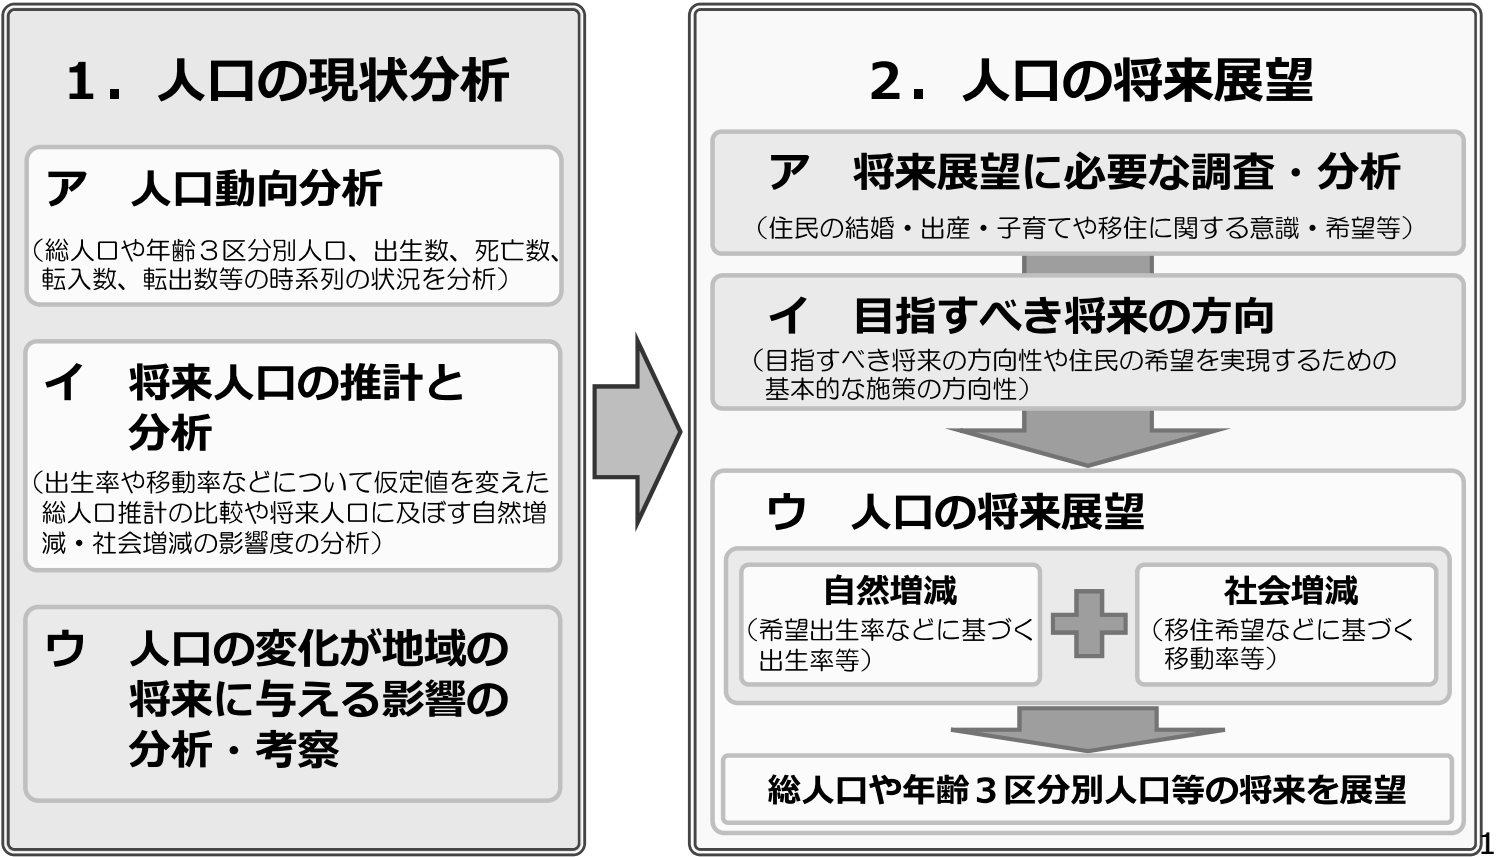 １．人口の現状分析
ア　人口動向分析
（総人口や年齢３区分別人口、出生数、死亡数、
転入数、転出数等の時系列の状況を分析）
イ　将来人口の推計と
分析
（出生率や移動率などについて仮定値を変えた
総人口推計の比較や将来人口に及ぼす自然増
減・社会増減の影響度の分析）
ウ　人口の変化が地域の
将来に与える影響の
分析・考察
２．人口の将来展望
ア　将来展望に必要な調査・分析
（住民の結婚・出産・子育てや移住に関する意識・希望等）
イ　目指すべき将来の方向
（目指すべき将来の方向性や住民の希望を実現するための
基本的な施策の方向性）
ウ　人口の将来展望
自然増減
（希望出生率などに基づく
出生率等）
社会増減
（移住希望などに基づく
移動率等）
総人口や年齢３区分別人口等の将来を展望
1